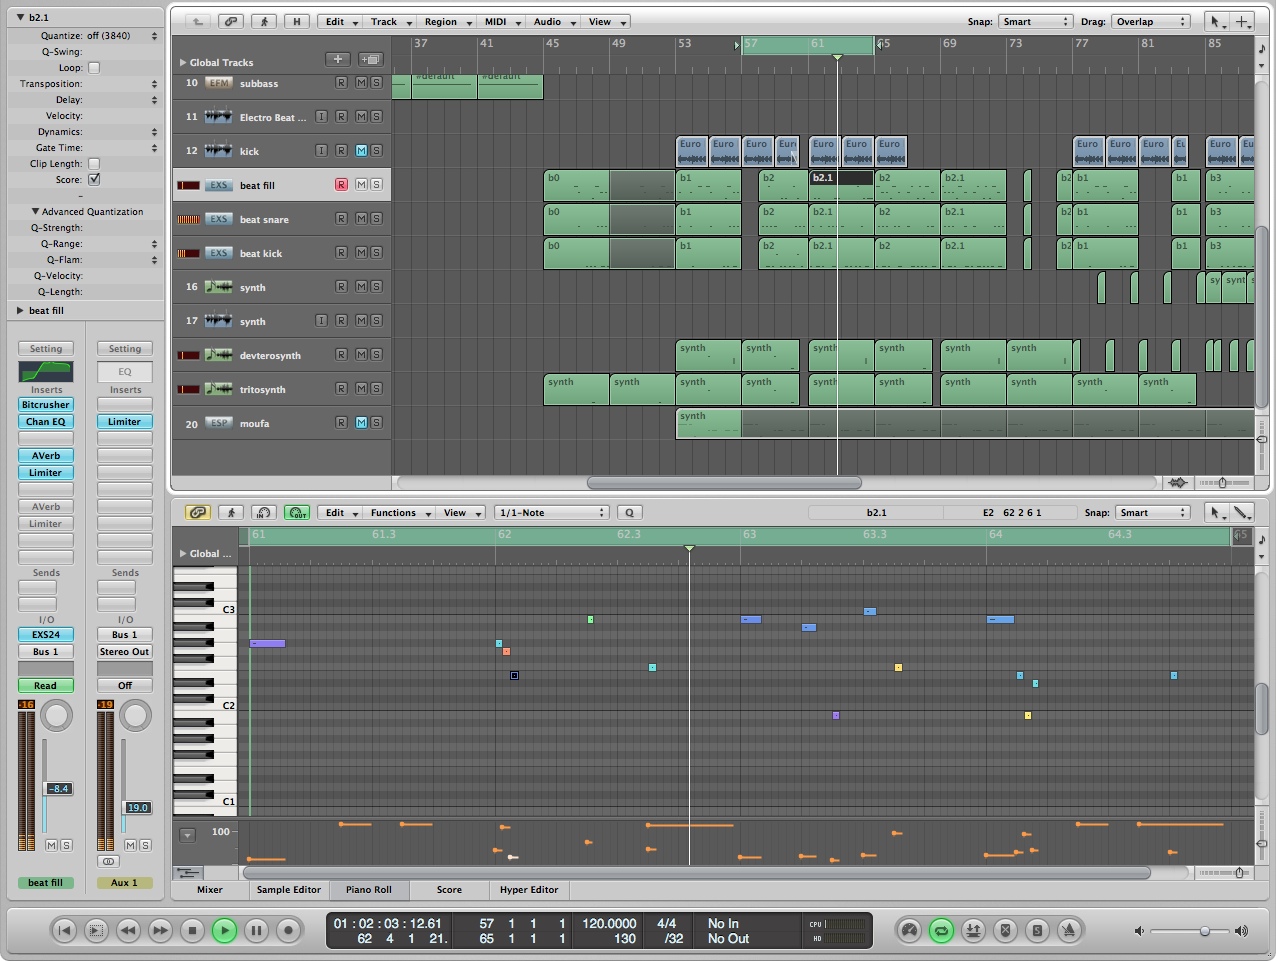 b2.1
Quantize: off (3840)
Q-Swing:
Loop:
Transposition:
Delay:
Velocity:
Dynamics:
Gate Time:
Clip Length:
Score:
Advanced Quantization
Q-Strength:
Q-Range:
Q-Flam:
Q-Velocity:
Q-Length:
beat fill
Setting Setting
EQ
Inserts Inserts
Bitcrusher
Chan EQ Limiter
AVerb
Limiter
AVerb
Limiter
Sends Sends
I/O I/O
EXS24 Bus 1
Bus 1 Stereo Out
Read Off
-16 -19
-8.4
19.0
M S M S
beat fill Aux 1
H Edit Track Region MIDI Audio View Snap: Smart Drag: Overlap
37 41 45 49 53 57 61 65 69 73 77 81 85
Global Tracks
10 EFM subbass R M S #default #default
11 Electro Beat ... I R M S
12 kick I R M S Euro Euro Euro Euro Euro Euro Euro Euro Euro Euro Eu Euro Eu
EXS beat fill R M S b0 b1 b2 b2.1 b2 b2.1 b2 b1 b1 b3
EXS beat snare R M S b0 b1 b2 b2.1 b2 b2.1 b2 b1 b1 b3
EXS beat kick R M S b0 b1 b2 b2.1 b2 b2.1 b2 b1 b1 b3
16 synth R M S sy synt s
17 synth I R M S
devterosynth R M S synth synth synth synth synth synth
tritosynth R M S synth synth synth synth synth synth synth synth synth synth
20 ESP moufa R M S synth
OUT Edit Functions View 1/1-Note Q b2.1 E2 62 2 6 1 Snap: Smart
61 61.3 62 62.3 63 63.3 64 64.3 65
Global ...
C3
C2
C1
100
Mixer Sample Editor Piano Roll Score Hyper Editor
01 : 02 : 03 : 12.61 57 1 1 1 120.0000 4/4 No In CPU
62 4 1 21. 65 1 1 1 130 /32 No Out HD